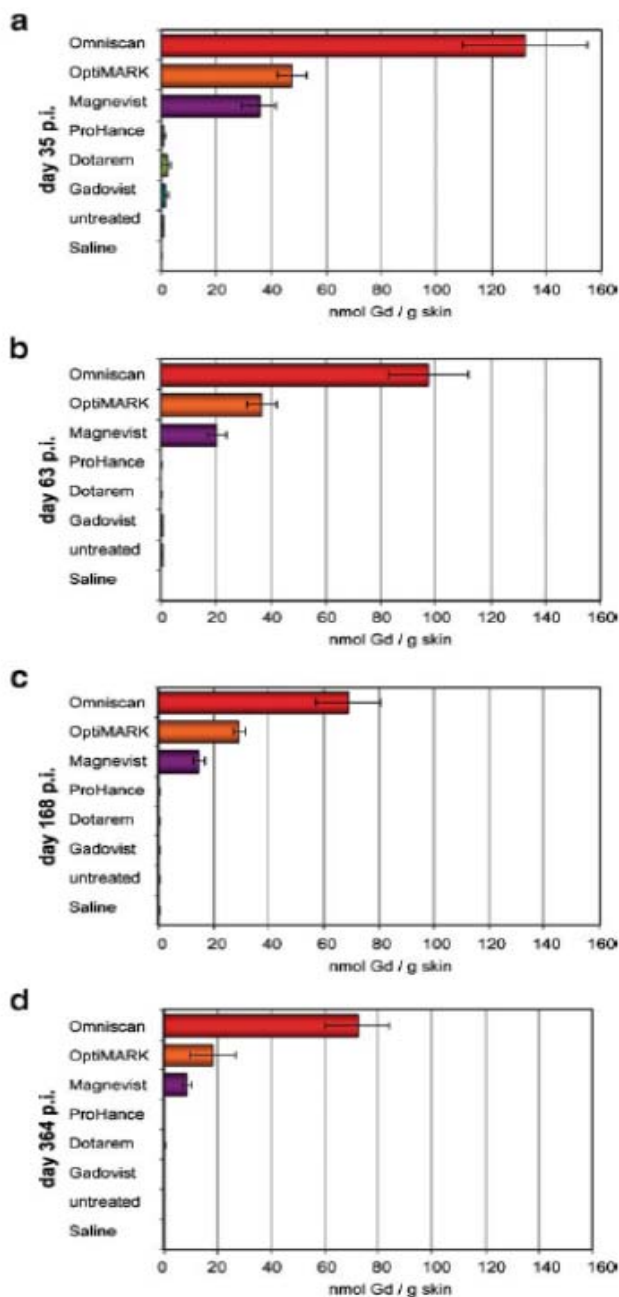 a
day 35 p.i.
Omniscan
OptiMARK
Magnevist
ProHance
Dotarem
Gadovist
untreated
Saline
0 20 40 60 80 100 120 140 160
nmol Gd / g skin
b
day 63 p.i.
Omniscan
OptiMARK
Magnevist
ProHance
Dotarem
Gadovist
untreated
Saline
0 20 40 60 80 100 120 140 160
nmol Gd / g skin
c
day 168 p.i.
Omniscan
OptiMARK
Magnevist
ProHance
Dotarem
Gadovist
untreated
Saline
0 20 40 60 80 100 120 140 160
nmol Gd / g skin
d
day 364 p.i.
Omniscan
OptiMARK
Magnevist
ProHance
Dotarem
Gadovist
untreated
Saline
0 20 40 60 80 100 120 140 160
nmol Gd / g skin